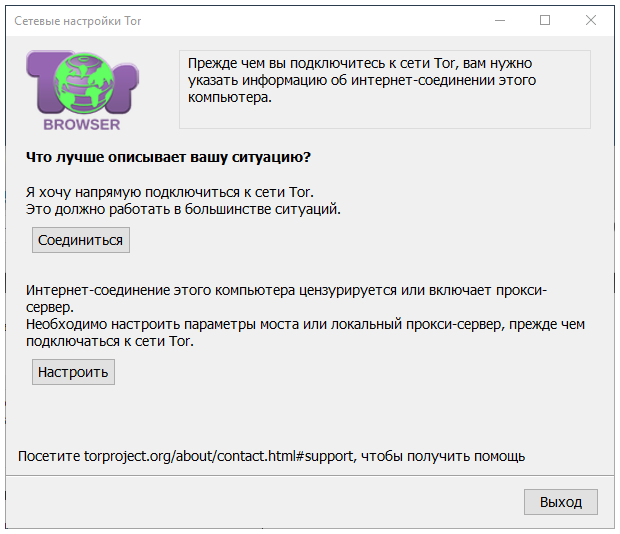 Сетевые настройки Tor
Tor
BROWSER
Прежде чем вы подключитесь к сети Tor, вам нужно
указать информацию об интернет-соединении этого
компьютера.
Что лучше описывает вашу ситуацию?
Я хочу напрямую подключиться к сети Tor.
Это должно работать в большинстве ситуаций.
Соединиться
Интернет-соединение этого компьютера цензурируется или включает прокси-
сервер.
Необходимо настроить параметры моста или локальный прокси-сервер, прежде чем
подключаться к сети Tor.
Настроить
Посетите torproject.org/about/contact.html#support, чтобы получить помощь
Выход